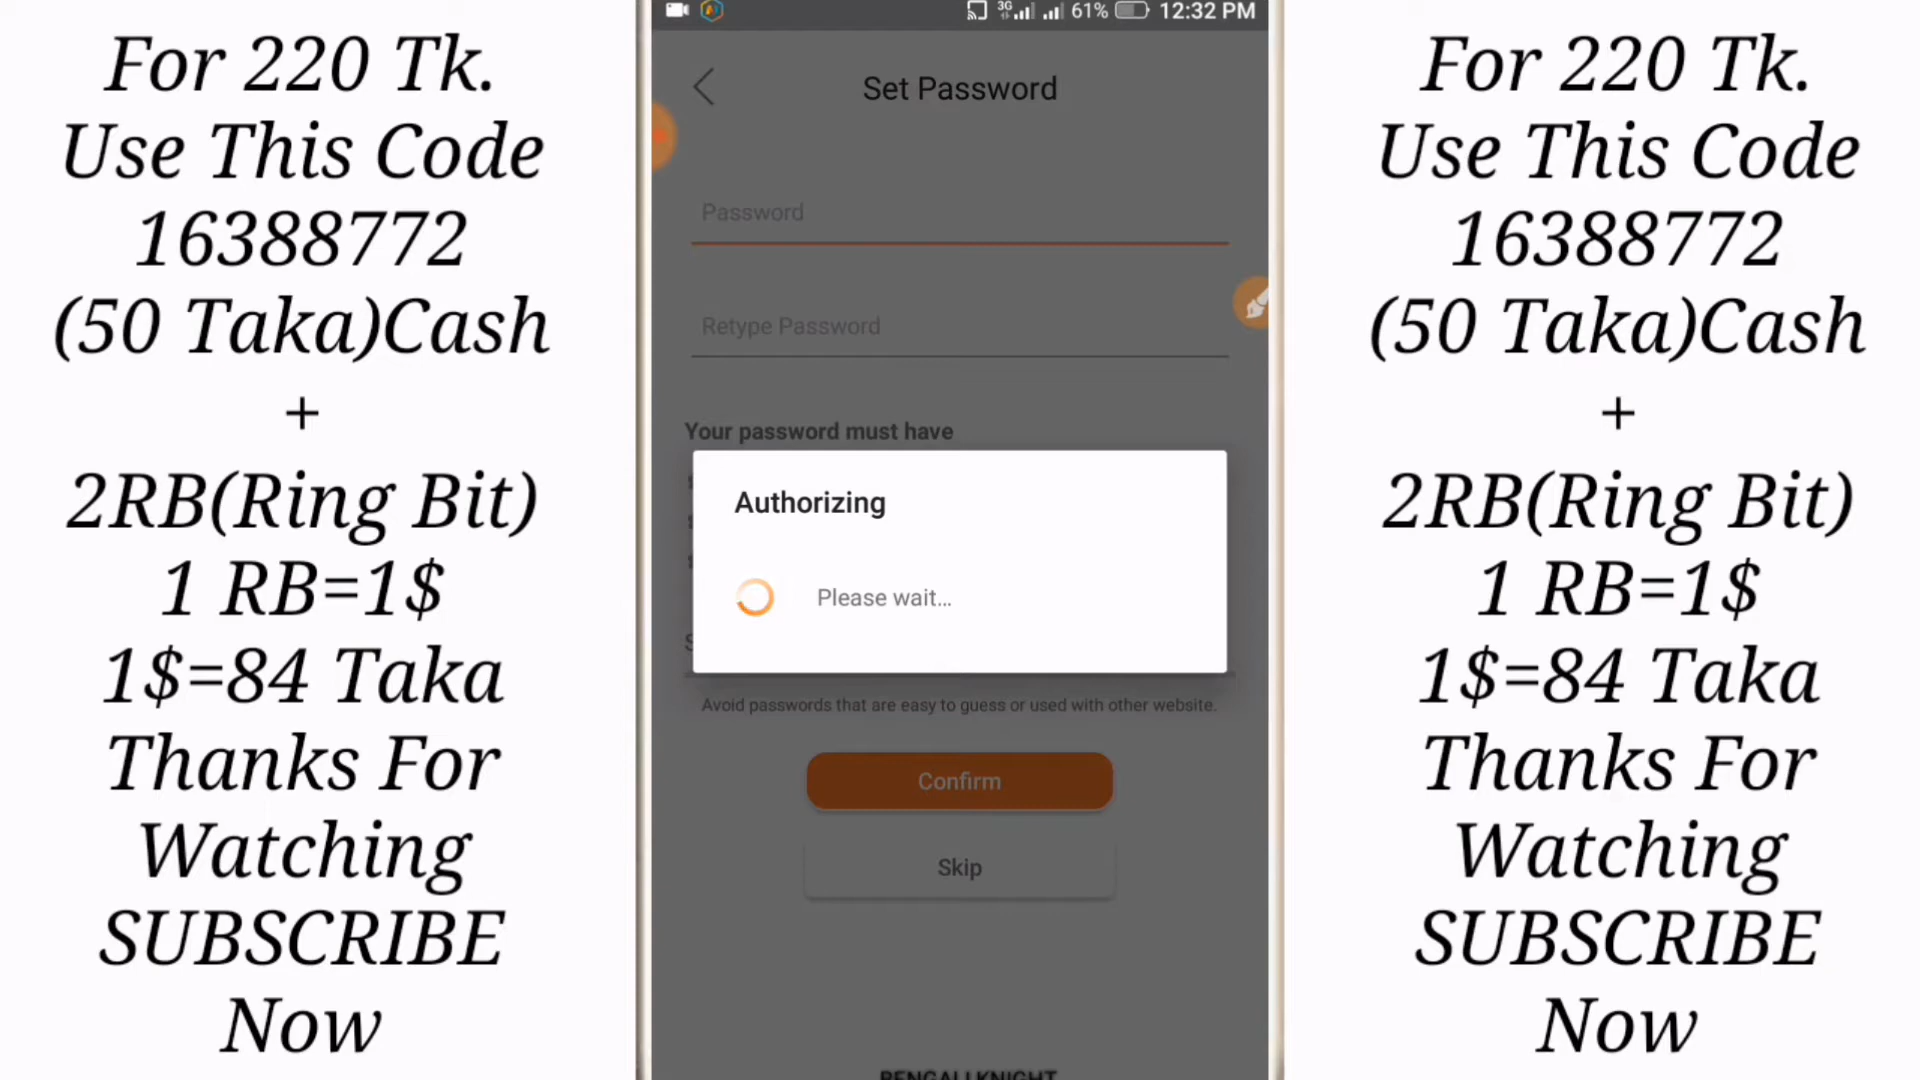 For 220 Tk.
Use This Code
16388772
(50 Taka)Cash
+
2RB(Ring Bit)
1 RB=1$
1$=84 Taka
Thanks For
Watching
SUBSCRIBE
Now
3G 61% 12:32 PM
Set Password
Password
Retype Password
Your password must have
Authorizing
Please wait...
Avoid passwords that are easy to guess or used with other website.
Confirm
Skip
BENGALI KNIGHT
For 220 Tk.
Use This Code
16388772
(50 Taka)Cash
+
2RB(Ring Bit)
1 RB=1$
1$=84 Taka
Thanks For
Watching
SUBSCRIBE
Now